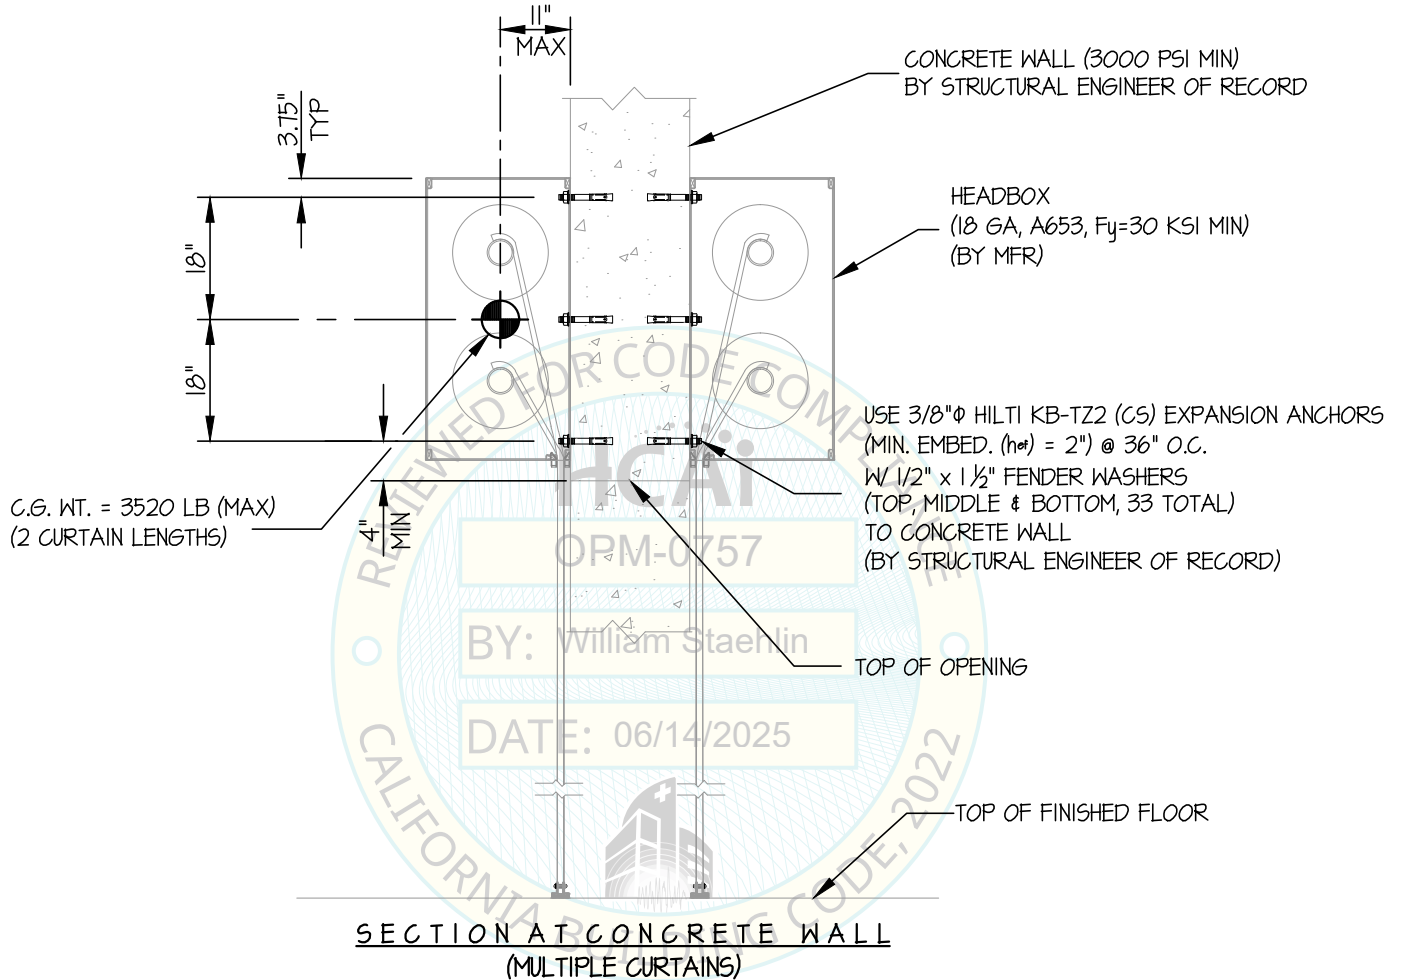 11"
MAX
CONCRETE WALL (3000 PSI MIN)
BY STRUCTURAL ENGINEER OF RECORD
3.75"
TYP
HEADBOX
(18 GA, A653, Fy=30 KSI MIN)
(BY MFR)
18"
18"
USE 3/8"Φ HILTI KB-TZ2 (CS) EXPANSION ANCHORS
(MIN. EMBED. (hef) = 2") @ 36" O.C.
W/ 1/2" x 1 1/2" FENDER WASHERS
(TOP, MIDDLE & BOTTOM, 33 TOTAL)
TO CONCRETE WALL
(BY STRUCTURAL ENGINEER OF RECORD)
C.G. WT. = 3520 LB (MAX)
(2 CURTAIN LENGTHS)
4"
MIN
REVIEWED FOR CODE COMPLIANCE
HCAi
OPM-0757
BY: William Staehlin
DATE: 06/14/2025
CALIFORNIA BUILDING CODE, 2022
TOP OF OPENING
TOP OF FINISHED FLOOR
SECTION AT CONCRETE WALL
(MULTIPLE CURTAINS)